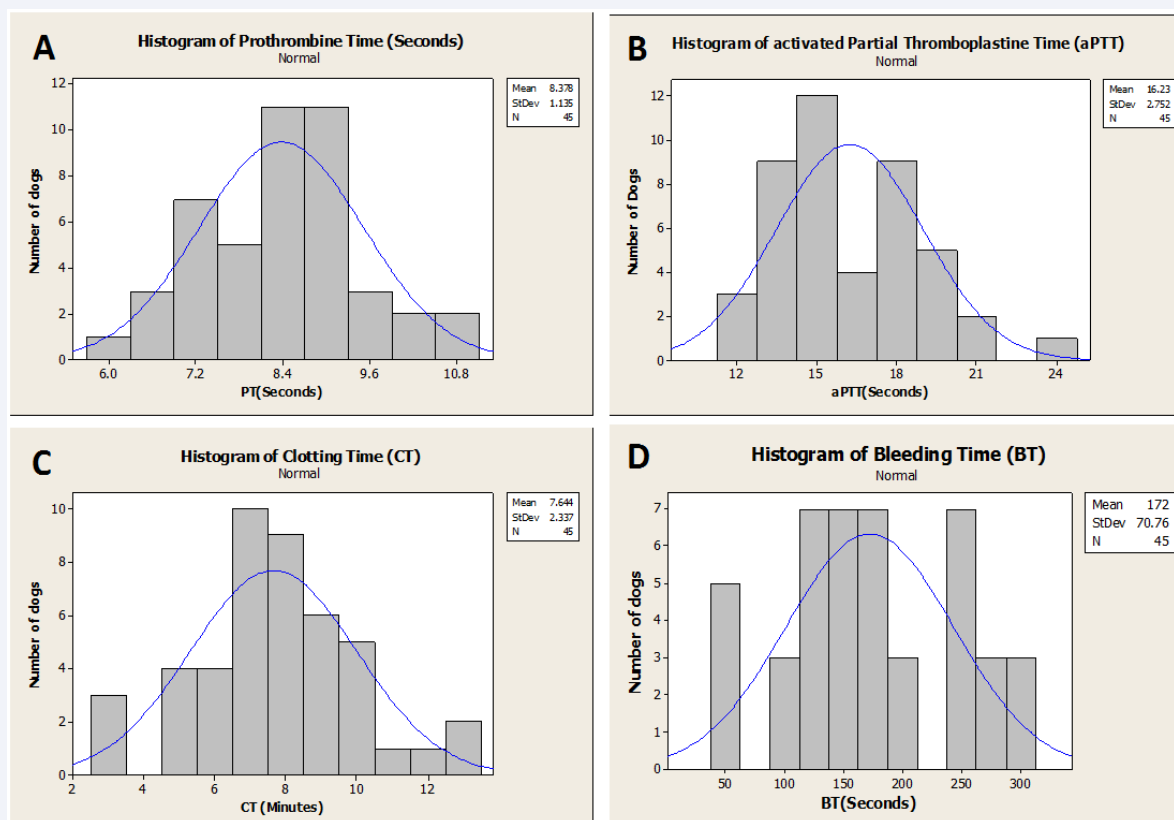 A
Histogram of Prothrombine Time (Seconds)
Normal
Mean 8.378
StDev 1.135
N 45
Number of dogs
12
10
8
6
4
2
0
6.0 7.2 8.4 9.6 10.8
PT(Seconds)
B
Histogram of activated Partial Thromboplastine Time (aPTT)
Normal
Mean 16.23
StDev 2.752
N 45
Number of Dogs
12
10
8
6
4
2
0
12 15 18 21 24
aPTT(Seconds)
C
Histogram of Clotting Time (CT)
Normal
Mean 7.644
StDev 2.337
N 45
Number of dogs
10
8
6
4
2
0
2 4 6 8 10 12
CT (Minutes)
D
Histogram of Bleeding Time (BT)
Normal
Mean 172
StDev 70.76
N 45
Number of dogs
7
6
5
4
3
2
1
0
50 100 150 200 250 300
BT(Seconds)